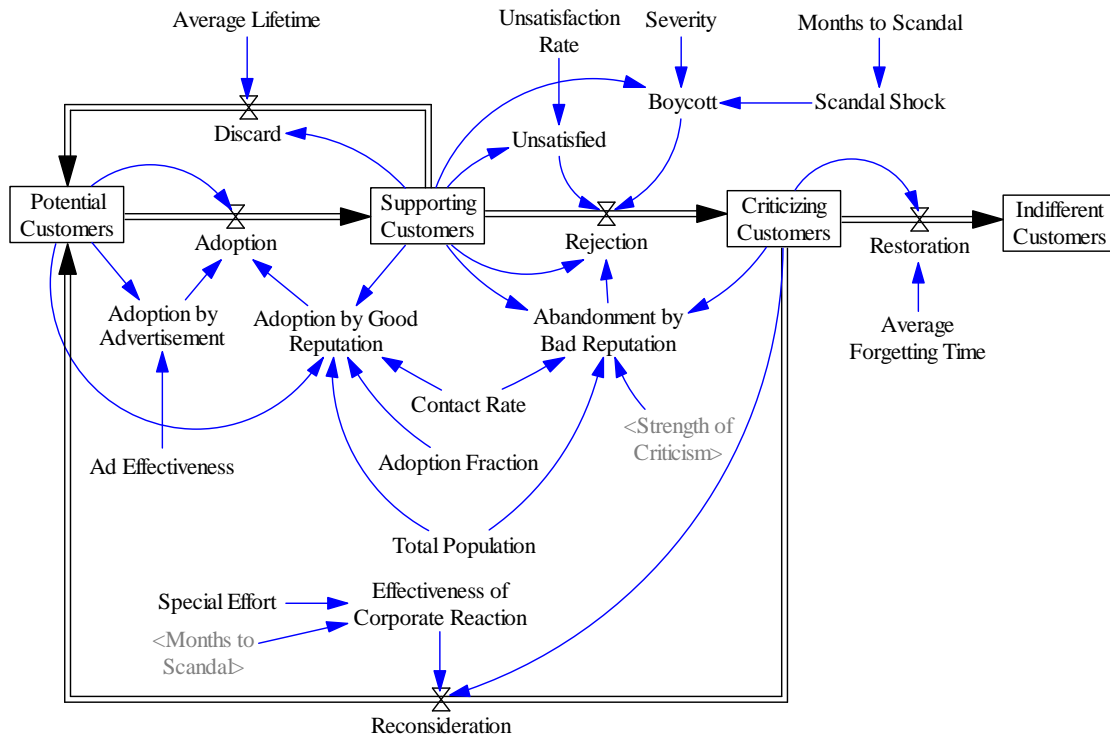 Average Lifetime
Unsatisfaction
Rate
Severity
Months to Scandal
Discard
Unsatisfied
Boycott
Scandal Shock
Potential
Customers
Adoption
Supporting
Customers
Rejection
Criticizing
Customers
Restoration
Indifferent
Customers
Adoption by
Advertisement
Adoption by Good
Reputation
Abandonment by
Bad Reputation
Average
Forgetting Time
Contact Rate
<Strength of
Criticism>
Ad Effectiveness
Adoption Fraction
Total Population
Special Effort
Effectiveness of
Corporate Reaction
<Months to
Scandal>
Reconsideration